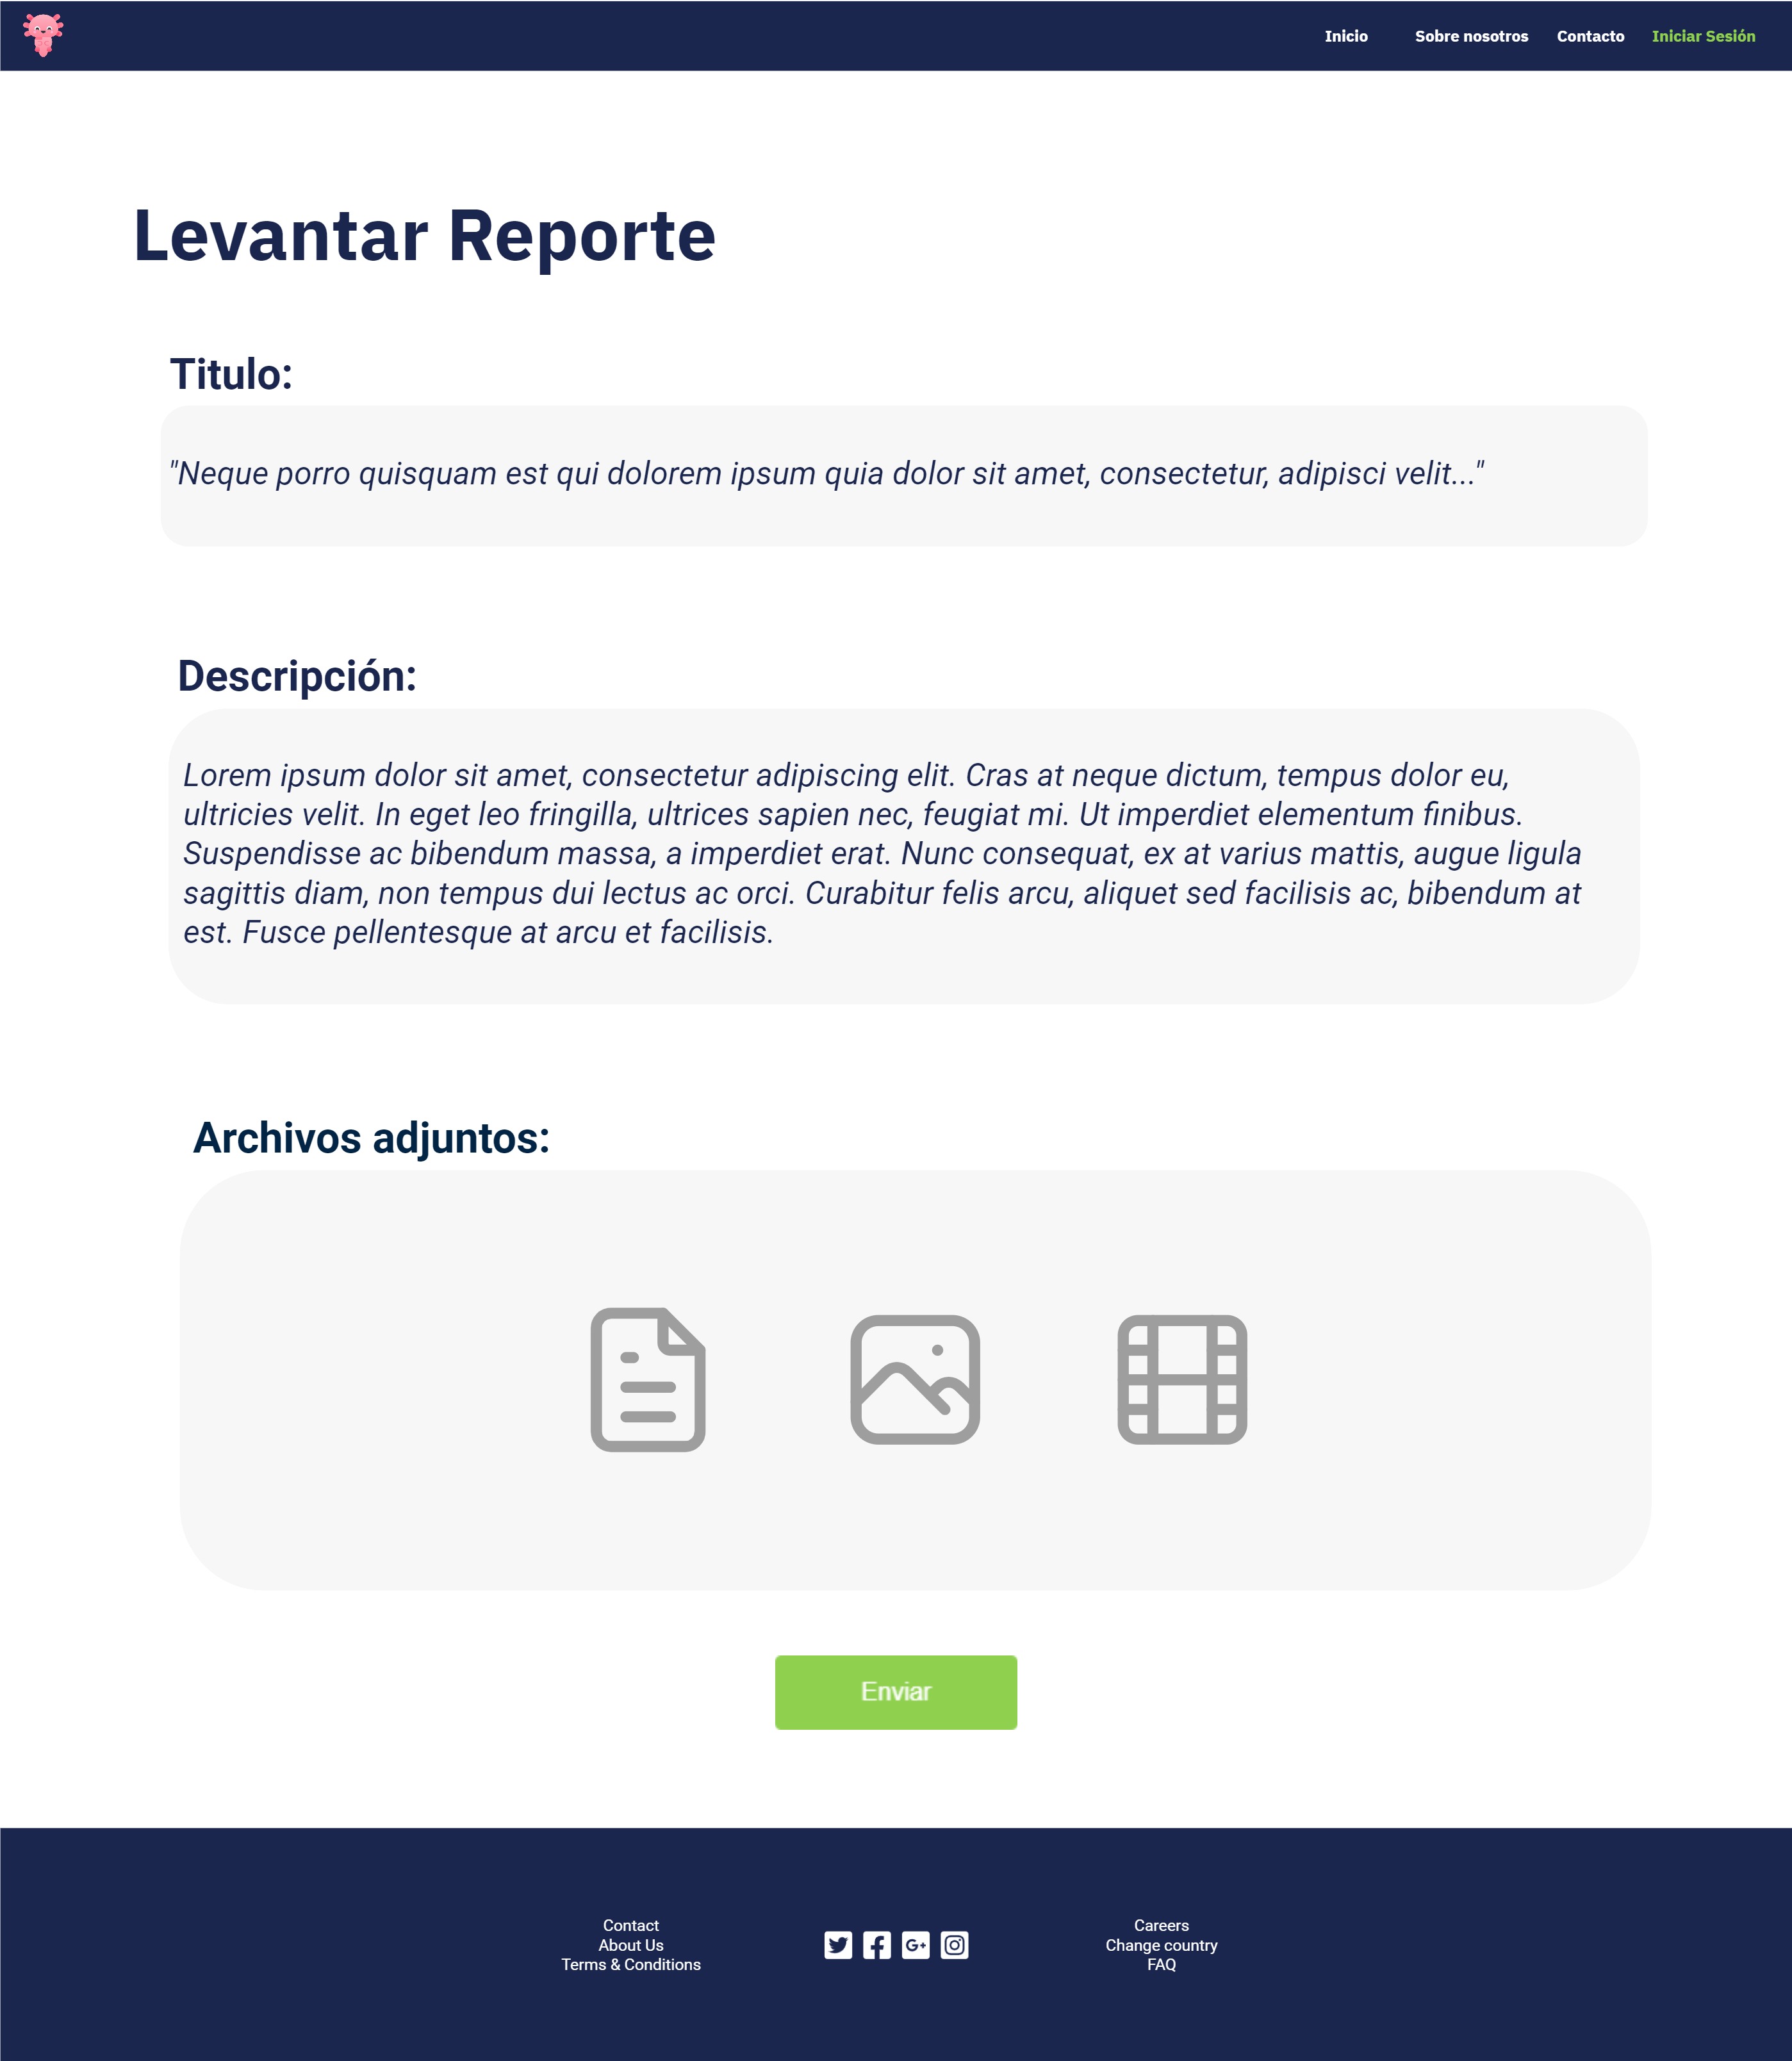 Inicio Sobre nosotros Contacto Iniciar Sesión
Levantar Reporte
Titulo:
"Neque porro quisquam est qui dolorem ipsum quia dolor sit amet, consectetur, adipisci velit..."
Descripción:
Lorem ipsum dolor sit amet, consectetur adipiscing elit. Cras at neque dictum, tempus dolor eu,
ultricies velit. In eget leo fringilla, ultrices sapien nec, feugiat mi. Ut imperdiet elementum finibus.
Suspendisse ac bibendum massa, a imperdiet erat. Nunc consequat, ex at varius mattis, augue ligula
sagittis diam, non tempus dui lectus ac orci. Curabitur felis arcu, aliquet sed facilisis ac, bibendum at
est. Fusce pellentesque at arcu et facilisis.
Archivos adjuntos:
Enviar
Contact
About Us
Terms & Conditions
Careers
Change country
FAQ